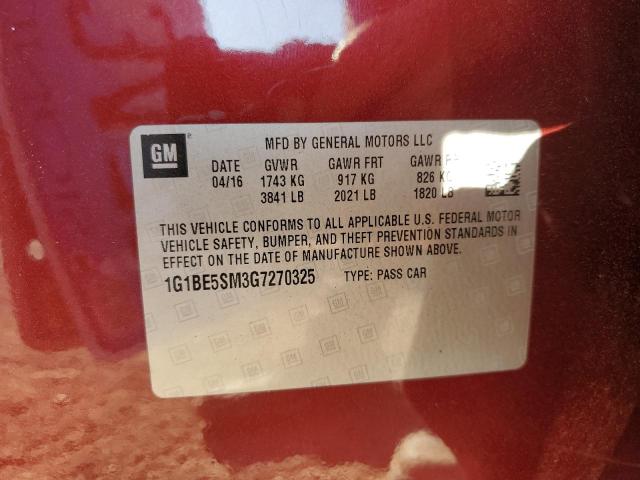 GM
MFD BY GENERAL MOTORS LLC
DATE GVWR GAWR FRT GAWR
04/16 1743 KG 917 KG 826 KG
3841 LB 2021 LB 1820 LB
THIS VEHICLE CONFORMS TO ALL APPLICABLE U.S. FEDERAL MOTOR
VEHICLE SAFETY, BUMPER, AND THEFT PREVENTION STANDARDS IN
EFFECT ON THE DATE OF MANUFACTURE SHOWN ABOVE.
1G1BE5SM3G7270325 TYPE: PASS CAR